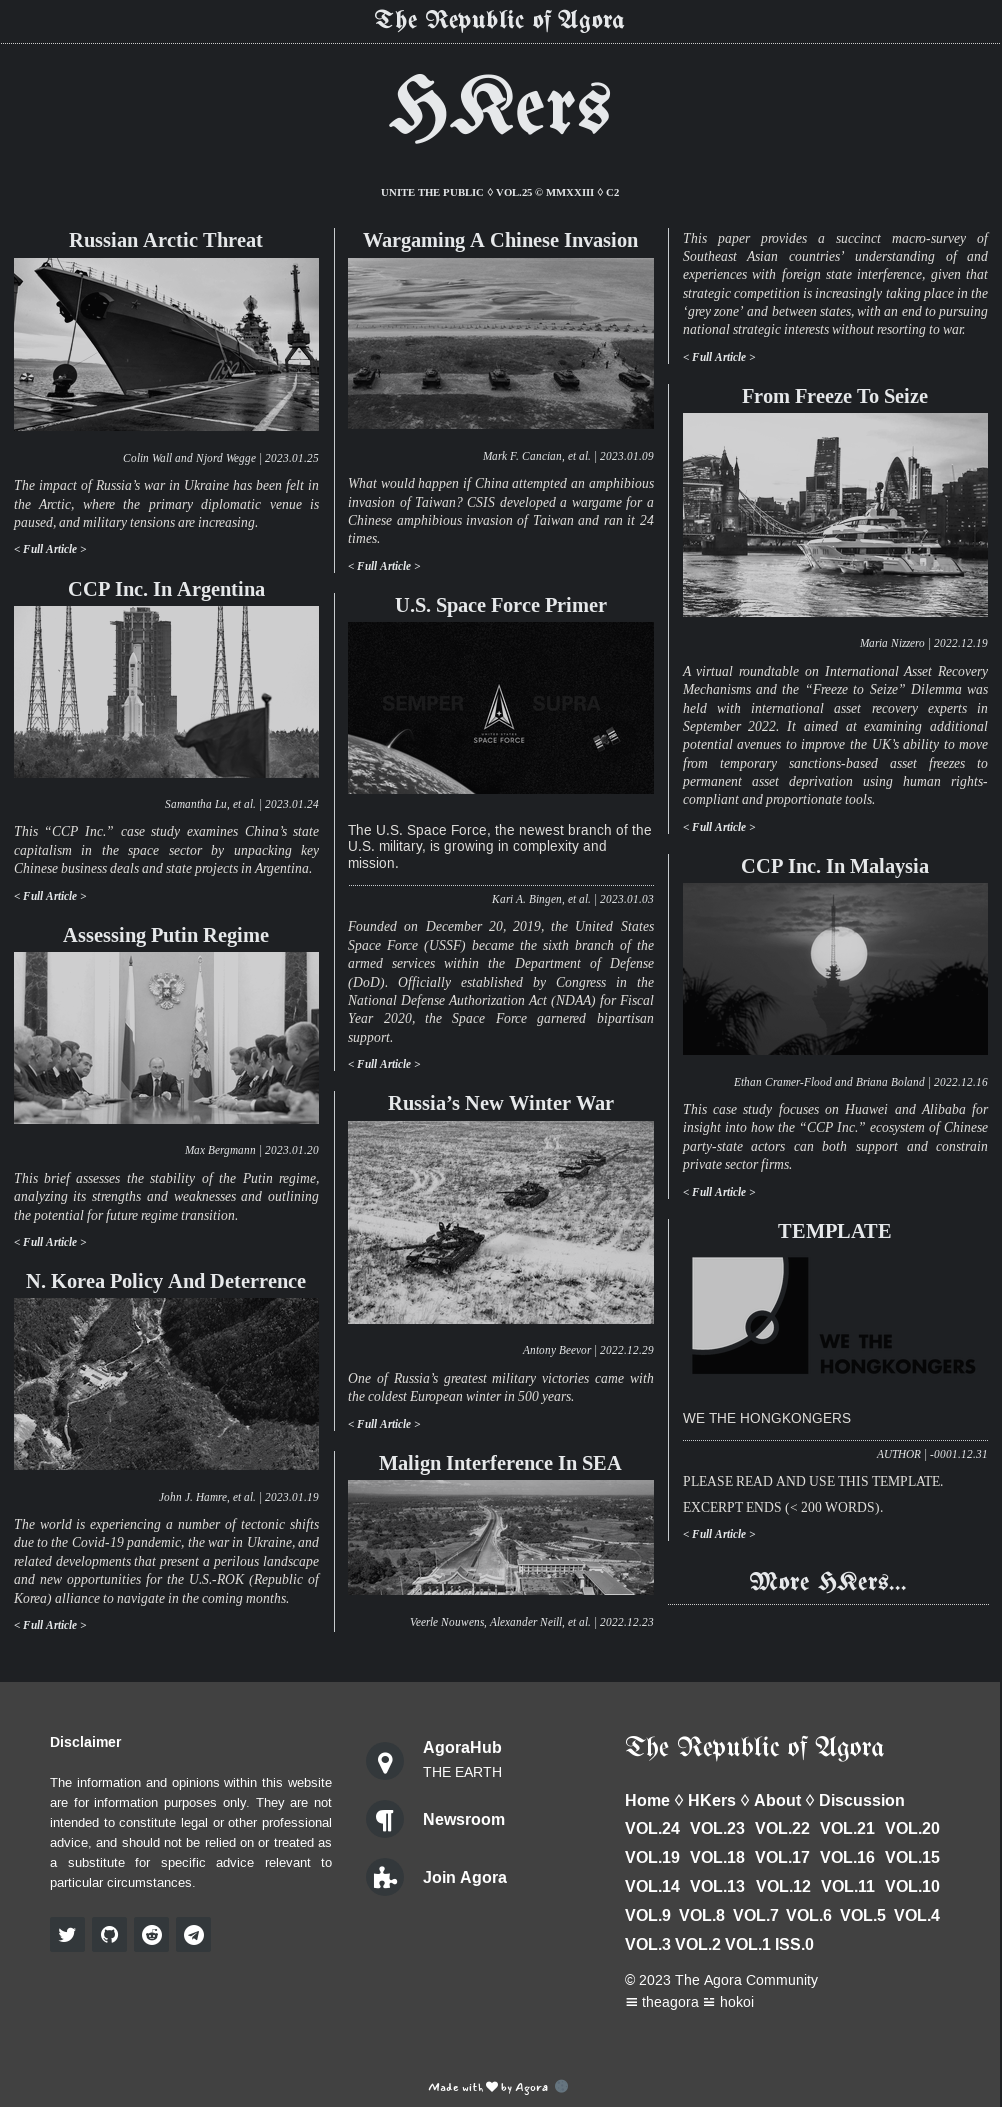 The Republic of Agora
HKers
UNITE THE PUBLIC ◊ VOL.25 © MMXXIII ◊ C2
Russian Arctic Threat
Colin Wall and Njord Wegge | 2023.01.25
The impact of Russia’s war in Ukraine has been felt in
the Arctic, where the primary diplomatic venue is
paused, and military tensions are increasing.
< Full Article >
CCP Inc. In Argentina
Samantha Lu, et al. | 2023.01.24
This “CCP Inc.” case study examines China’s state
capitalism in the space sector by unpacking key
Chinese business deals and state projects in Argentina.
< Full Article >
Assessing Putin Regime
Max Bergmann | 2023.01.20
This brief assesses the stability of the Putin regime,
analyzing its strengths and weaknesses and outlining
the potential for future regime transition.
< Full Article >
N. Korea Policy And Deterrence
John J. Hamre, et al. | 2023.01.19
The world is experiencing a number of tectonic shifts
due to the Covid-19 pandemic, the war in Ukraine, and
related developments that present a perilous landscape
and new opportunities for the U.S.-ROK (Republic of
Korea) alliance to navigate in the coming months.
< Full Article >
Wargaming A Chinese Invasion
Mark F. Cancian, et al. | 2023.01.09
What would happen if China attempted an amphibious
invasion of Taiwan? CSIS developed a wargame for a
Chinese amphibious invasion of Taiwan and ran it 24
times.
< Full Article >
U.S. Space Force Primer
SEMPER SUPRA
UNITED STATES
SPACE FORCE
The U.S. Space Force, the newest branch of the
U.S. military, is growing in complexity and
mission.
Kari A. Bingen, et al. | 2023.01.03
Founded on December 20, 2019, the United States
Space Force (USSF) became the sixth branch of the
armed services within the Department of Defense
(DoD). Officially established by Congress in the
National Defense Authorization Act (NDAA) for Fiscal
Year 2020, the Space Force garnered bipartisan
support.
< Full Article >
Russia’s New Winter War
Antony Beevor | 2022.12.29
One of Russia’s greatest military victories came with
the coldest European winter in 500 years.
< Full Article >
Malign Interference In SEA
Veerle Nouwens, Alexander Neill, et al. | 2022.12.23
This paper provides a succinct macro-survey of
Southeast Asian countries’ understanding of and
experiences with foreign state interference, given that
strategic competition is increasingly taking place in the
‘grey zone’ and between states, with an end to pursuing
national strategic interests without resorting to war.
< Full Article >
From Freeze To Seize
Maria Nizzero | 2022.12.19
A virtual roundtable on International Asset Recovery
Mechanisms and the “Freeze to Seize” Dilemma was
held with international asset recovery experts in
September 2022. It aimed at examining additional
potential avenues to improve the UK’s ability to move
from temporary sanctions-based asset freezes to
permanent asset deprivation using human rights-
compliant and proportionate tools.
< Full Article >
CCP Inc. In Malaysia
Ethan Cramer-Flood and Briana Boland | 2022.12.16
This case study focuses on Huawei and Alibaba for
insight into how the “CCP Inc.” ecosystem of Chinese
party-state actors can both support and constrain
private sector firms.
< Full Article >
TEMPLATE
WE THE
HONGKONGERS
WE THE HONGKONGERS
AUTHOR | -0001.12.31
PLEASE READ AND USE THIS TEMPLATE.
EXCERPT ENDS (< 200 WORDS).
< Full Article >
More HKers...
Disclaimer
The information and opinions within this website
are for information purposes only. They are not
intended to constitute legal or other professional
advice, and should not be relied on or treated as
a substitute for specific advice relevant to
particular circumstances.
AgoraHub
THE EARTH
Newsroom
Join Agora
The Republic of Agora
Home ◊ HKers ◊ About ◊ Discussion
VOL.24 VOL.23 VOL.22 VOL.21 VOL.20
VOL.19 VOL.18 VOL.17 VOL.16 VOL.15
VOL.14 VOL.13 VOL.12 VOL.11 VOL.10
VOL.9 VOL.8 VOL.7 VOL.6 VOL.5 VOL.4
VOL.3 VOL.2 VOL.1 ISS.0
© 2023 The Agora Community
𝌆 theagora 𝌡 hokoi
Made with ♥ by Agora